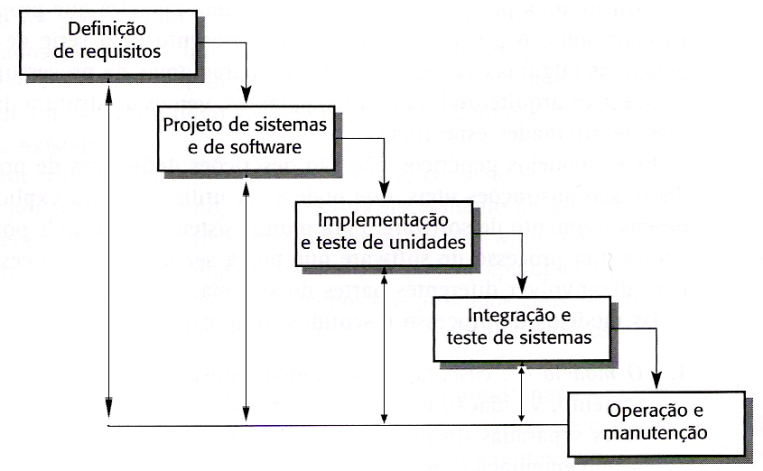 Definição
de requisitos
Projeto de sistemas
e de software
Implementação
e teste de unidades
Integração e
teste de sistemas
Operação e
manutenção